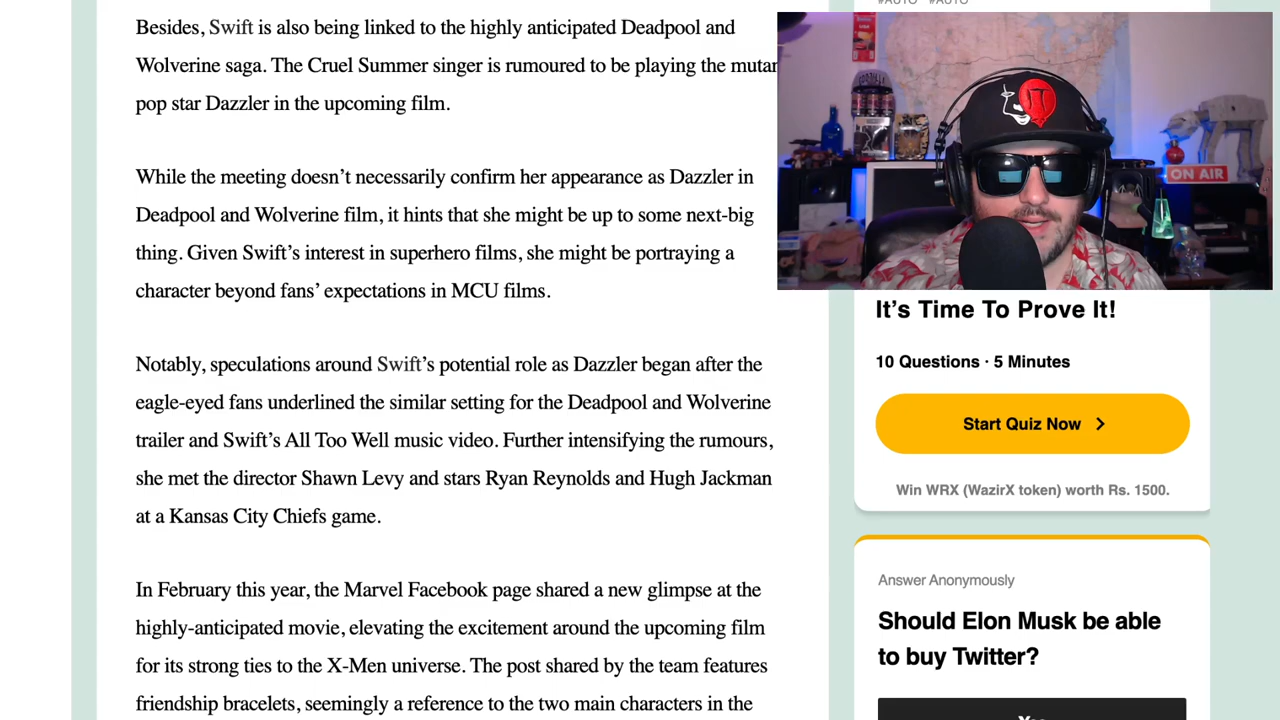 Besides, Swift is also being linked to the highly anticipated Deadpool and
Wolverine saga. The Cruel Summer singer is rumoured to be playing the mutan
pop star Dazzler in the upcoming film.
While the meeting doesn’t necessarily confirm her appearance as Dazzler in
Deadpool and Wolverine film, it hints that she might be up to some next-big
thing. Given Swift’s interest in superhero films, she might be portraying a
character beyond fans’ expectations in MCU films.
Notably, speculations around Swift’s potential role as Dazzler began after the
eagle-eyed fans underlined the similar setting for the Deadpool and Wolverine
trailer and Swift’s All Too Well music video. Further intensifying the rumours,
she met the director Shawn Levy and stars Ryan Reynolds and Hugh Jackman
at a Kansas City Chiefs game.
In February this year, the Marvel Facebook page shared a new glimpse at the
highly-anticipated movie, elevating the excitement around the upcoming film
for its strong ties to the X-Men universe. The post shared by the team features
friendship bracelets, seemingly a reference to the two main characters in the
#AUTO #AUTO
ON AIR
It’s Time To Prove It!
10 Questions · 5 Minutes
Start Quiz Now
Win WRX (WazirX token) worth Rs. 1500.
Answer Anonymously
Should Elon Musk be able
to buy Twitter?
Yes